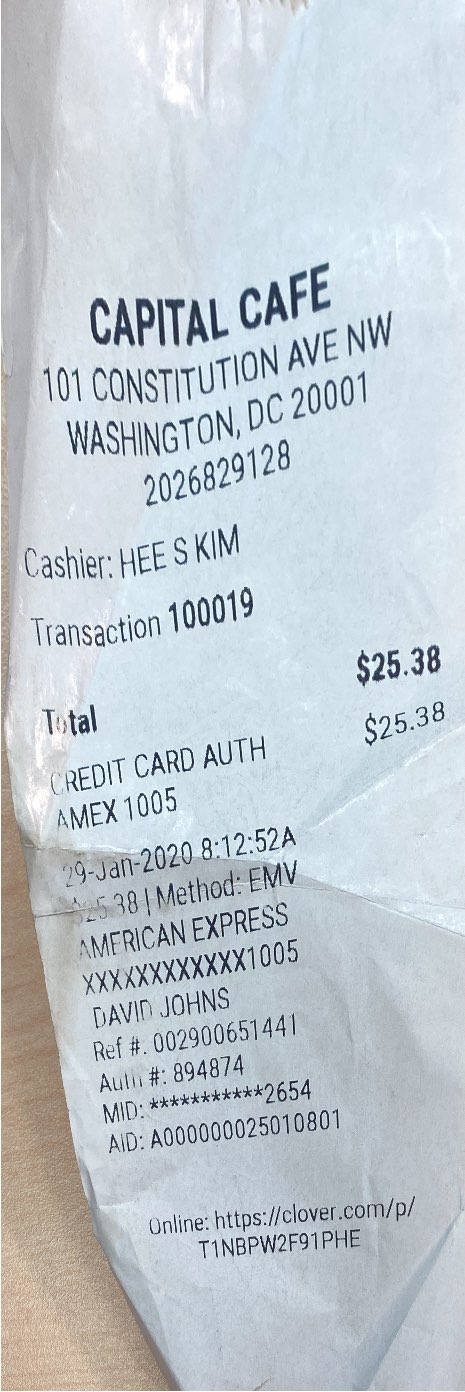 CAPITAL CAFE
101 CONSTITUTION AVE NW
WASHINGTON, DC 20001
2026829128
Cashier: HEE S KIM
Transaction 100019
Total $25.38
CREDIT CARD AUTH $25.38
AMEX 1005
29-Jan-2020 8:12:52A
$25.38 | Method: EMV
AMERICAN EXPRESS
XXXXXXXXXXXX1005
DAVID JOHNS
Ref #: 002900651441
Auth #: 894874
MID: ***********2654
AID: A000000025010801
Online: https://clover.com/p/
T1NBPW2F91PHE